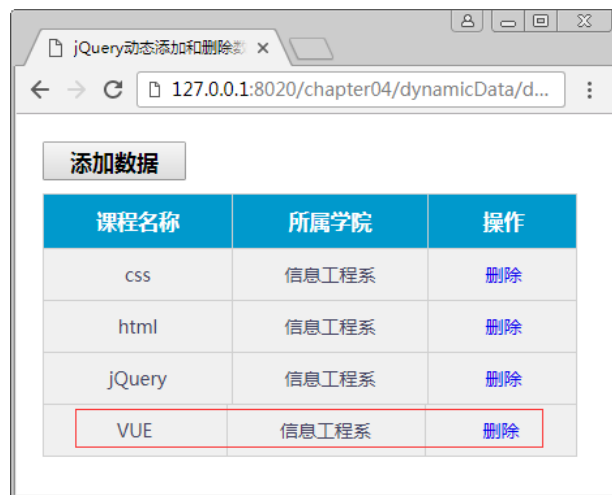 jQuery动态添加和删除数
127.0.0.1:8020/chapter04/dynamicData/d...
添加数据
课程名称 所属学院 操作
css 信息工程系 删除
html 信息工程系 删除
jQuery 信息工程系 删除
VUE 信息工程系 删除